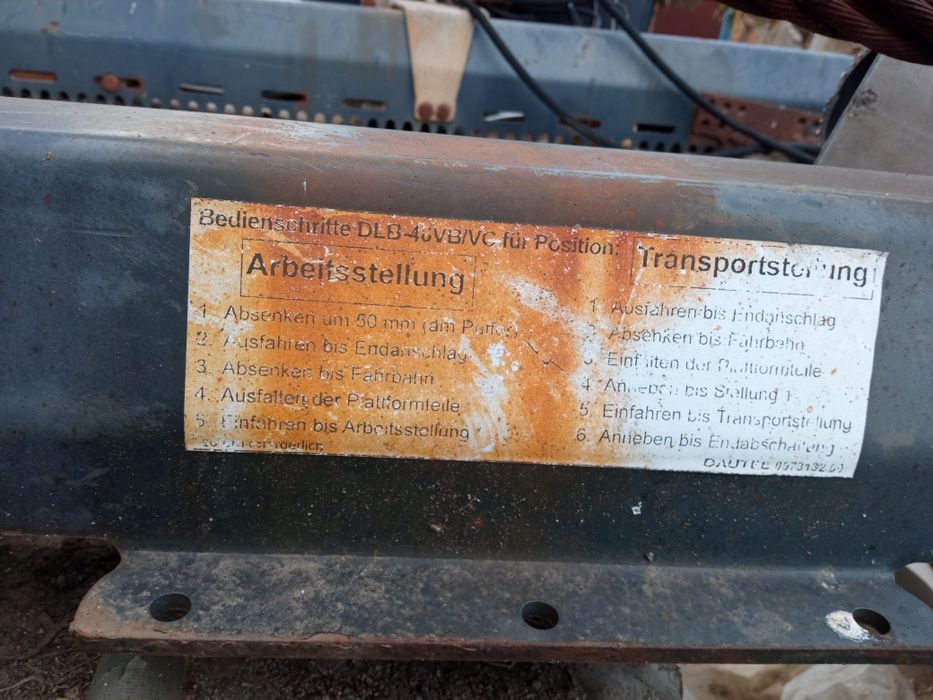 Bedienschritte DLB-40VB/VC für Position:
Arbeitsstellung
1. Absenken um 50 mm (am Puffer)
2. Ausfahren bis Endanschlag
3. Absenken bis Fahrbahn
4. Ausfalten der Plattformteile
5. Einfahren bis Arbeitsstellung
Transportstellung
1. Ausfahren bis Endanschlag
2. Absenken bis Fahrbahn
3. Einfalten der Plattformteile
4. Anheben bis Stellung 1
5. Einfahren bis Transportstellung
6. Anheben bis Endabschaltung
DAUTEL